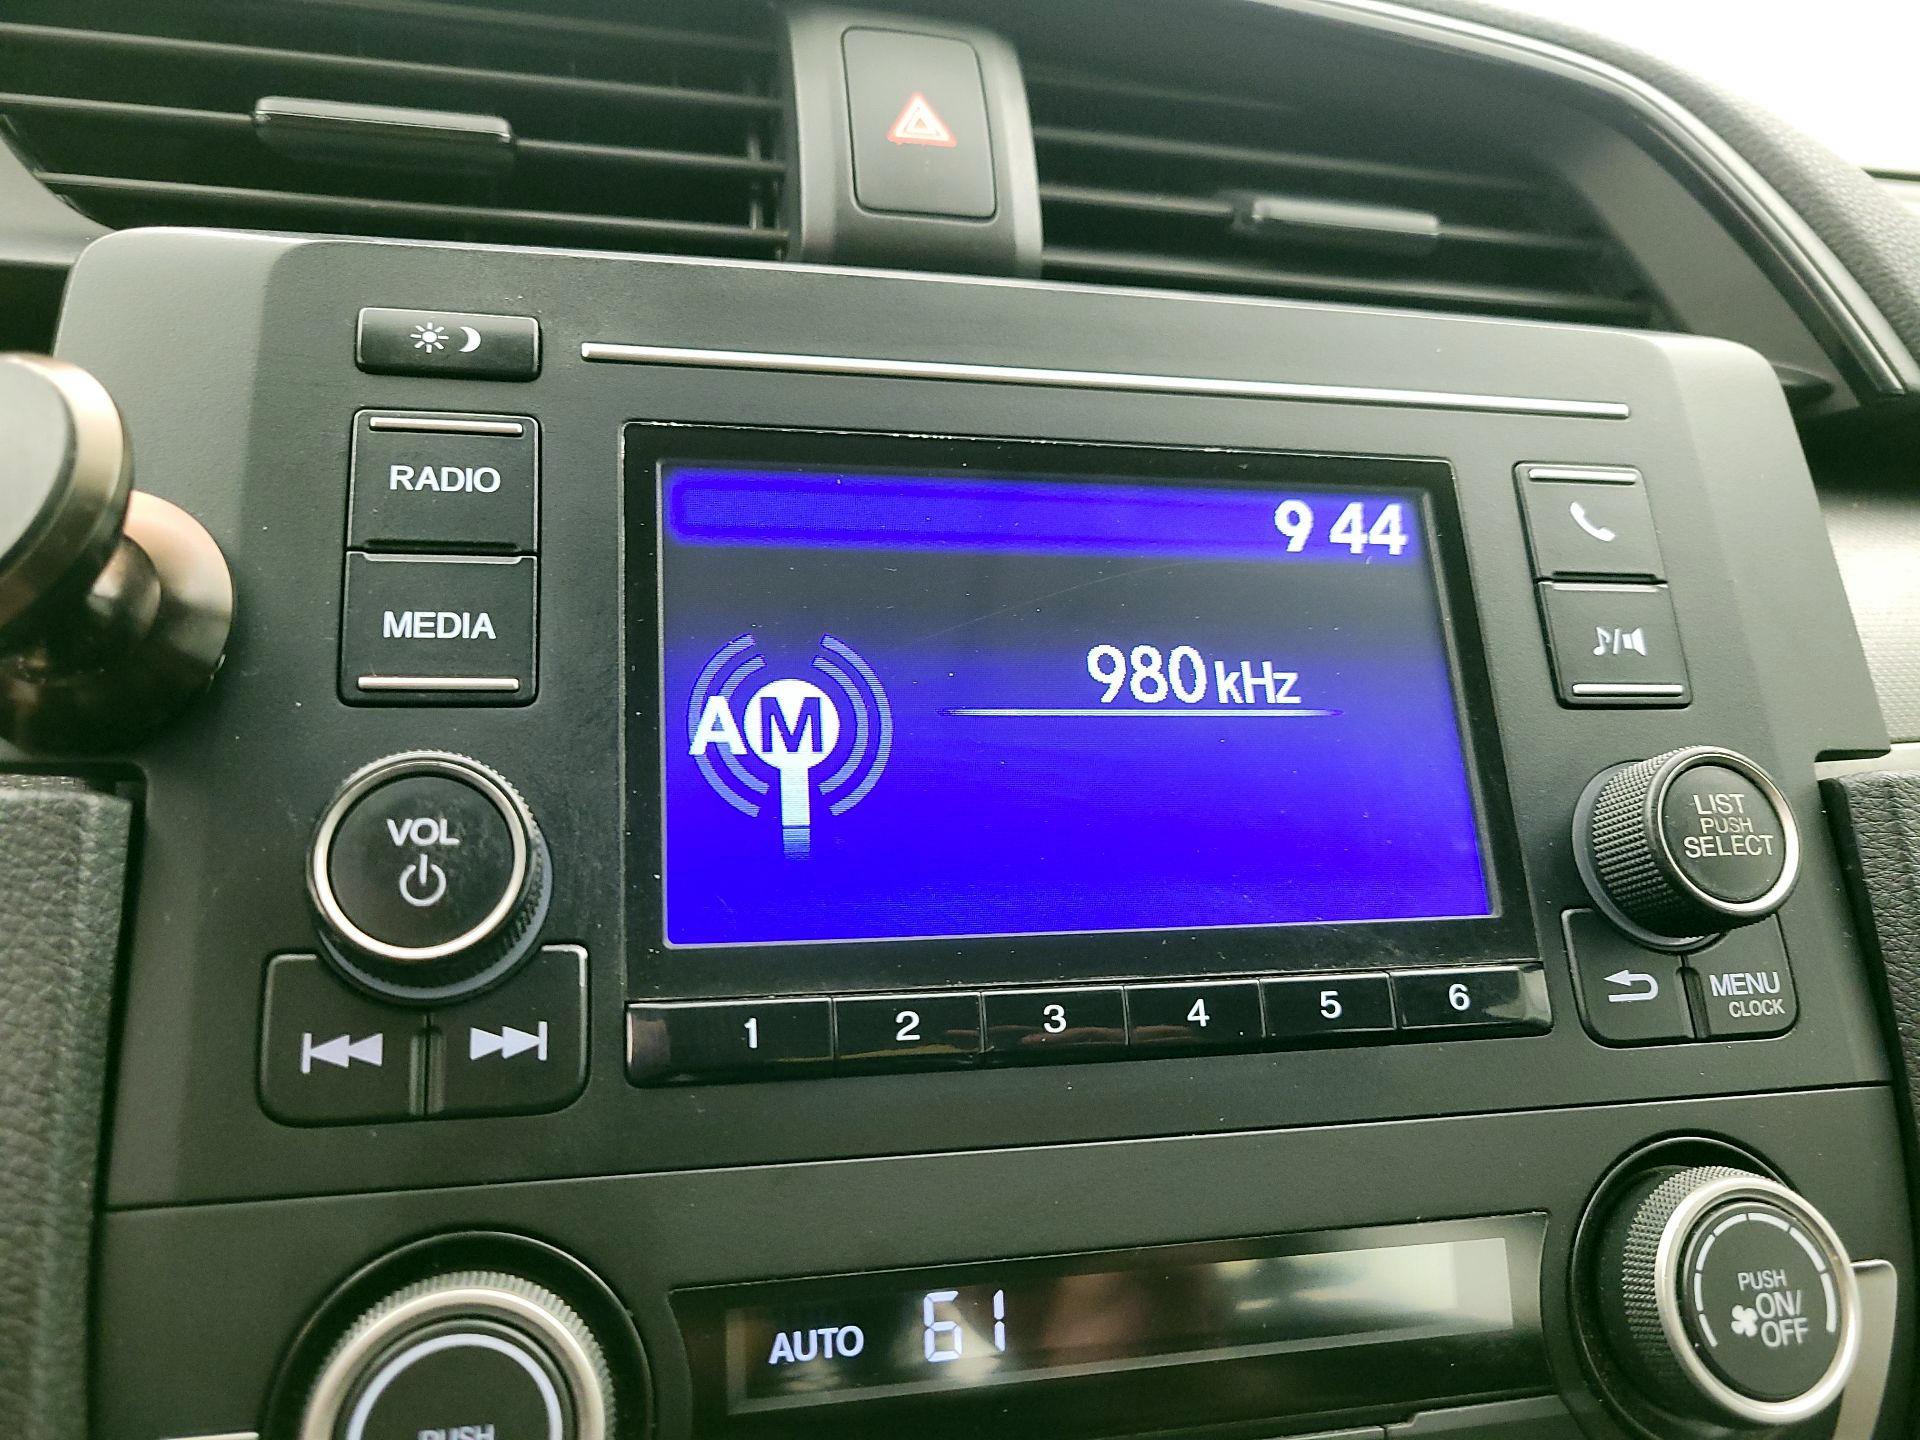 RADIO
MEDIA
VOL
9 44
AM
980 kHz
LIST
PUSH
SELECT
MENU
CLOCK
1 2 3 4 5 6
AUTO 61
PUSH
ON/
OFF
PUSH